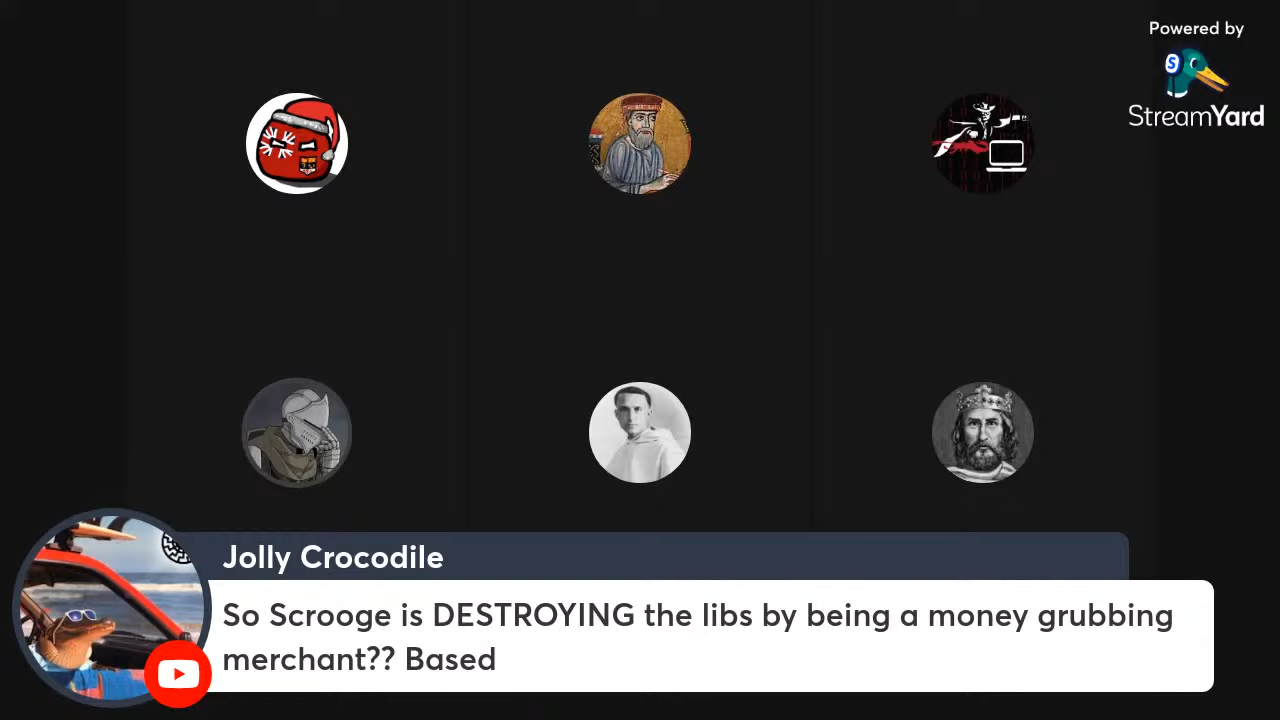 Powered by
S
StreamYard
Jolly Crocodile
So Scrooge is DESTROYING the libs by being a money grubbing
merchant?? Based